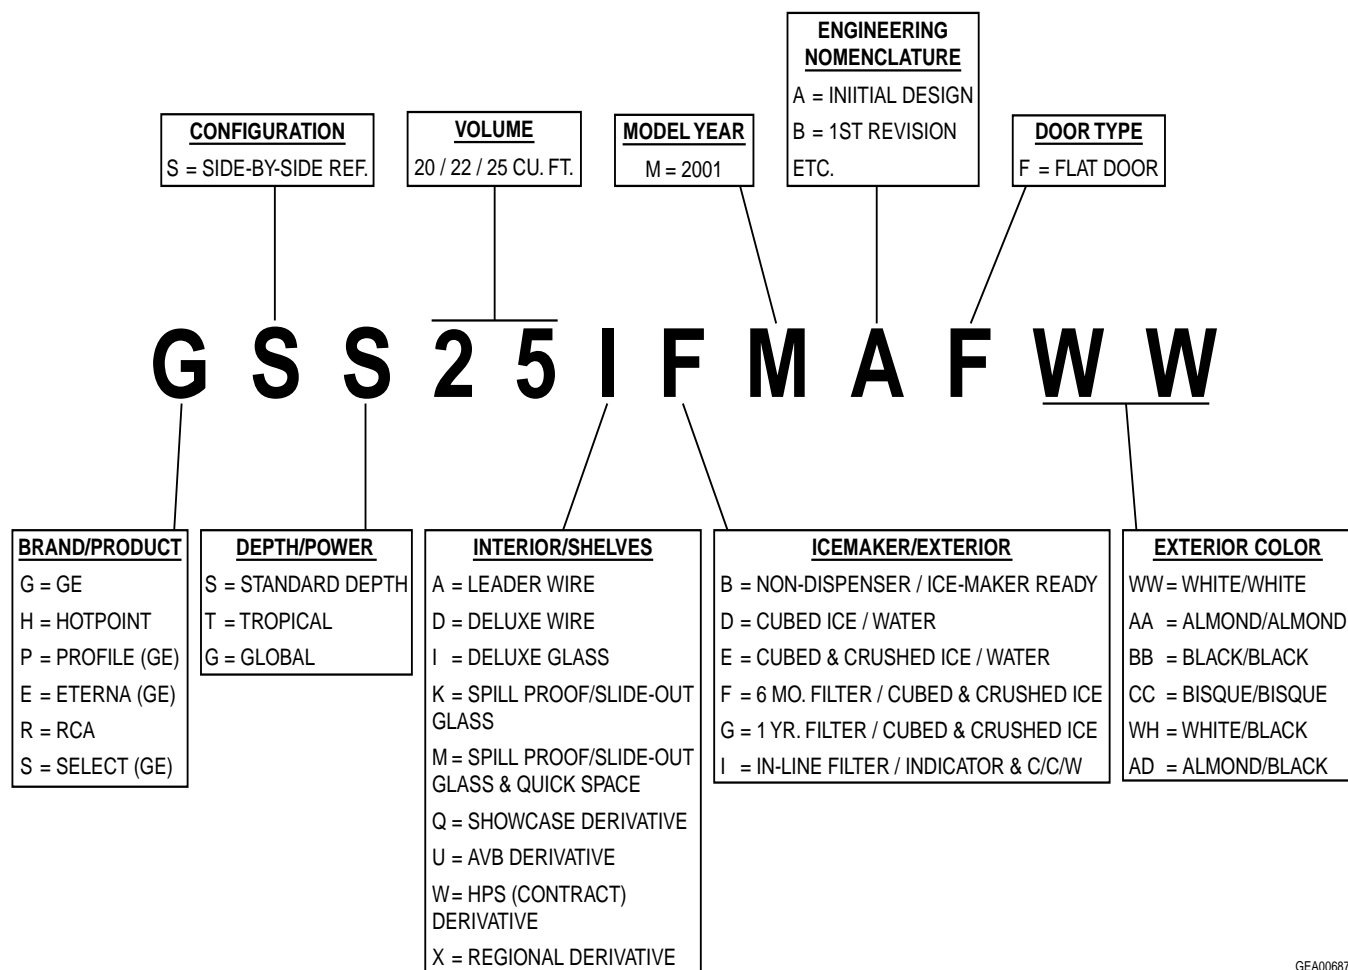 ENGINEERING
NOMENCLATURE
A = INIITIAL DESIGN
B = 1ST REVISION
ETC.
CONFIGURATION
S = SIDE-BY-SIDE REF.
VOLUME
20 / 22 / 25 CU. FT.
MODEL YEAR
M = 2001
DOOR TYPE
F = FLAT DOOR
G S S 2 5 I F M A F W W
BRAND/PRODUCT
G = GE
H = HOTPOINT
P = PROFILE (GE)
E = ETERNA (GE)
R = RCA
S = SELECT (GE)
DEPTH/POWER
S = STANDARD DEPTH
T = TROPICAL
G = GLOBAL
INTERIOR/SHELVES
A = LEADER WIRE
D = DELUXE WIRE
I = DELUXE GLASS
K = SPILL PROOF/SLIDE-OUT
GLASS
M = SPILL PROOF/SLIDE-OUT
GLASS & QUICK SPACE
Q = SHOWCASE DERIVATIVE
U = AVB DERIVATIVE
W = HPS (CONTRACT)
DERIVATIVE
X = REGIONAL DERIVATIVE
ICEMAKER/EXTERIOR
B = NON-DISPENSER / ICE-MAKER READY
D = CUBED ICE / WATER
E = CUBED & CRUSHED ICE / WATER
F = 6 MO. FILTER / CUBED & CRUSHED ICE
G = 1 YR. FILTER / CUBED & CRUSHED ICE
I = IN-LINE FILTER / INDICATOR & C/C/W
EXTERIOR COLOR
WW = WHITE/WHITE
AA = ALMOND/ALMOND
BB = BLACK/BLACK
CC = BISQUE/BISQUE
WH = WHITE/BLACK
AD = ALMOND/BLACK
GEA00687